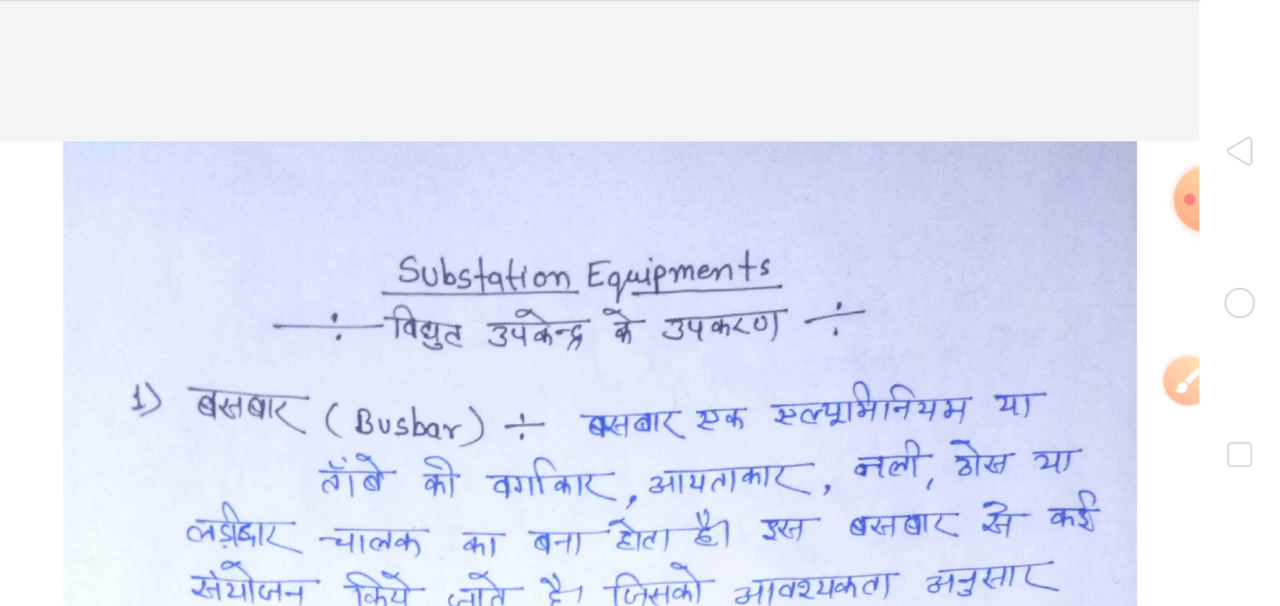 Substation Equipments
विद्युत उपकेन्द्र के उपकरण
1) बसबार (Busbar) ÷ बसबार एक एल्यूमिनियम या
ताँबे की वर्गाकार, आयताकार, नली, ठोस या
लड़ीदार चालक का बना होता है। इस बसबार से कई
संयोजन किये जाते है। जिसको आवश्यकता अनुसार